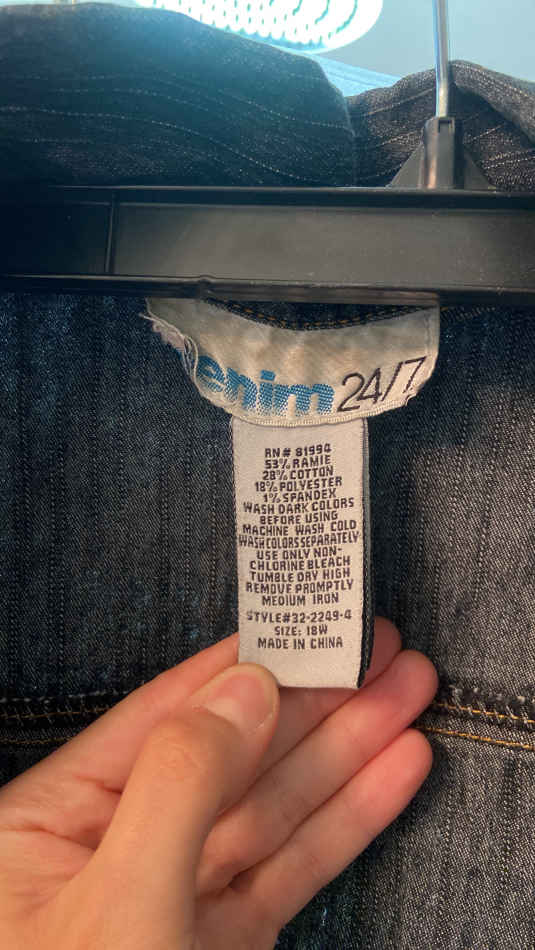 enim 24/7
RN# 81994
53% RAMIE
28% COTTON
18% POLYESTER
1% SPANDEX
WASH DARK COLORS
BEFORE USING
MACHINE WASH COLD
WASH COLORS SEPARATELY
USE ONLY NON-
CHLORINE BLEACH
TUMBLE DRY HIGH
REMOVE PROMPTLY
MEDIUM IRON
STYLE#32-2249-4
SIZE: 18W
MADE IN CHINA